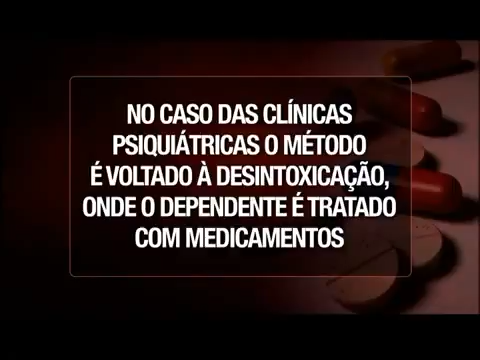 NO CASO DAS CLÍNICAS
PSIQUIÁTRICAS O MÉTODO
É VOLTADO À DESINTOXICAÇÃO,
ONDE O DEPENDENTE É TRATADO
COM MEDICAMENTOS